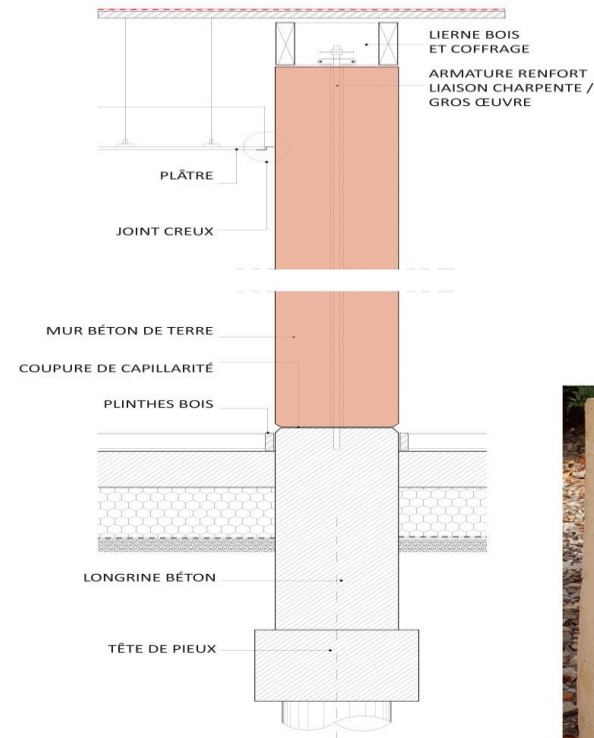 LIERNE BOIS
ET COFFRAGE
ARMATURE RENFORT
LIAISON CHARPENTE /
GROS ŒUVRE
PLÂTRE
JOINT CREUX
MUR BÉTON DE TERRE
COUPURE DE CAPILLARITÉ
PLINTHES BOIS
LONGRINE BÉTON
TÊTE DE PIEUX